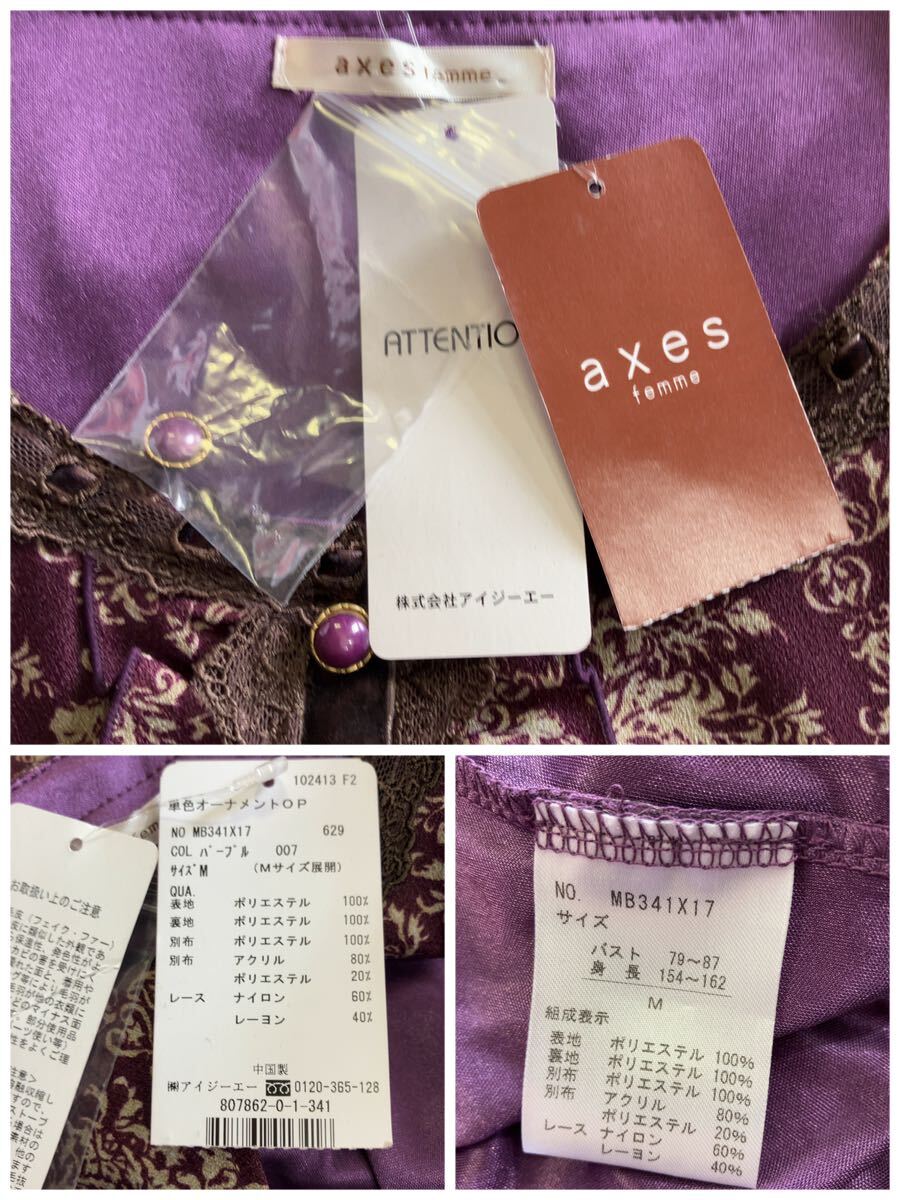 axes femme
ATTENTIO
株式会社アイジーエー
axes
femme
お取扱い上のご注意
毛皮(フェイク・ファー)
102413 F2
単色オーナメントOP
NO MB341X17 629
COL パープル 007
サイズ M (Mサイズ展開)
QUA.
表地 ポリエステル 100%
裏地 ポリエステル 100%
別布 ポリエステル 100%
別布 アクリル 80%
ポリエステル 20%
レース ナイロン 60%
レーヨン 40%
中国製
㈱アイジーエー 0120-365-128
807862-0-1-341
NO. MB341X17
サイズ
バスト 79~87
身長 154~162
M
組成表示
表地 ポリエステル 100%
裏地 ポリエステル 100%
別布 ポリエステル 100%
別布 アクリル 80%
ポリエステル 20%
レース ナイロン 60%
レーヨン 40%